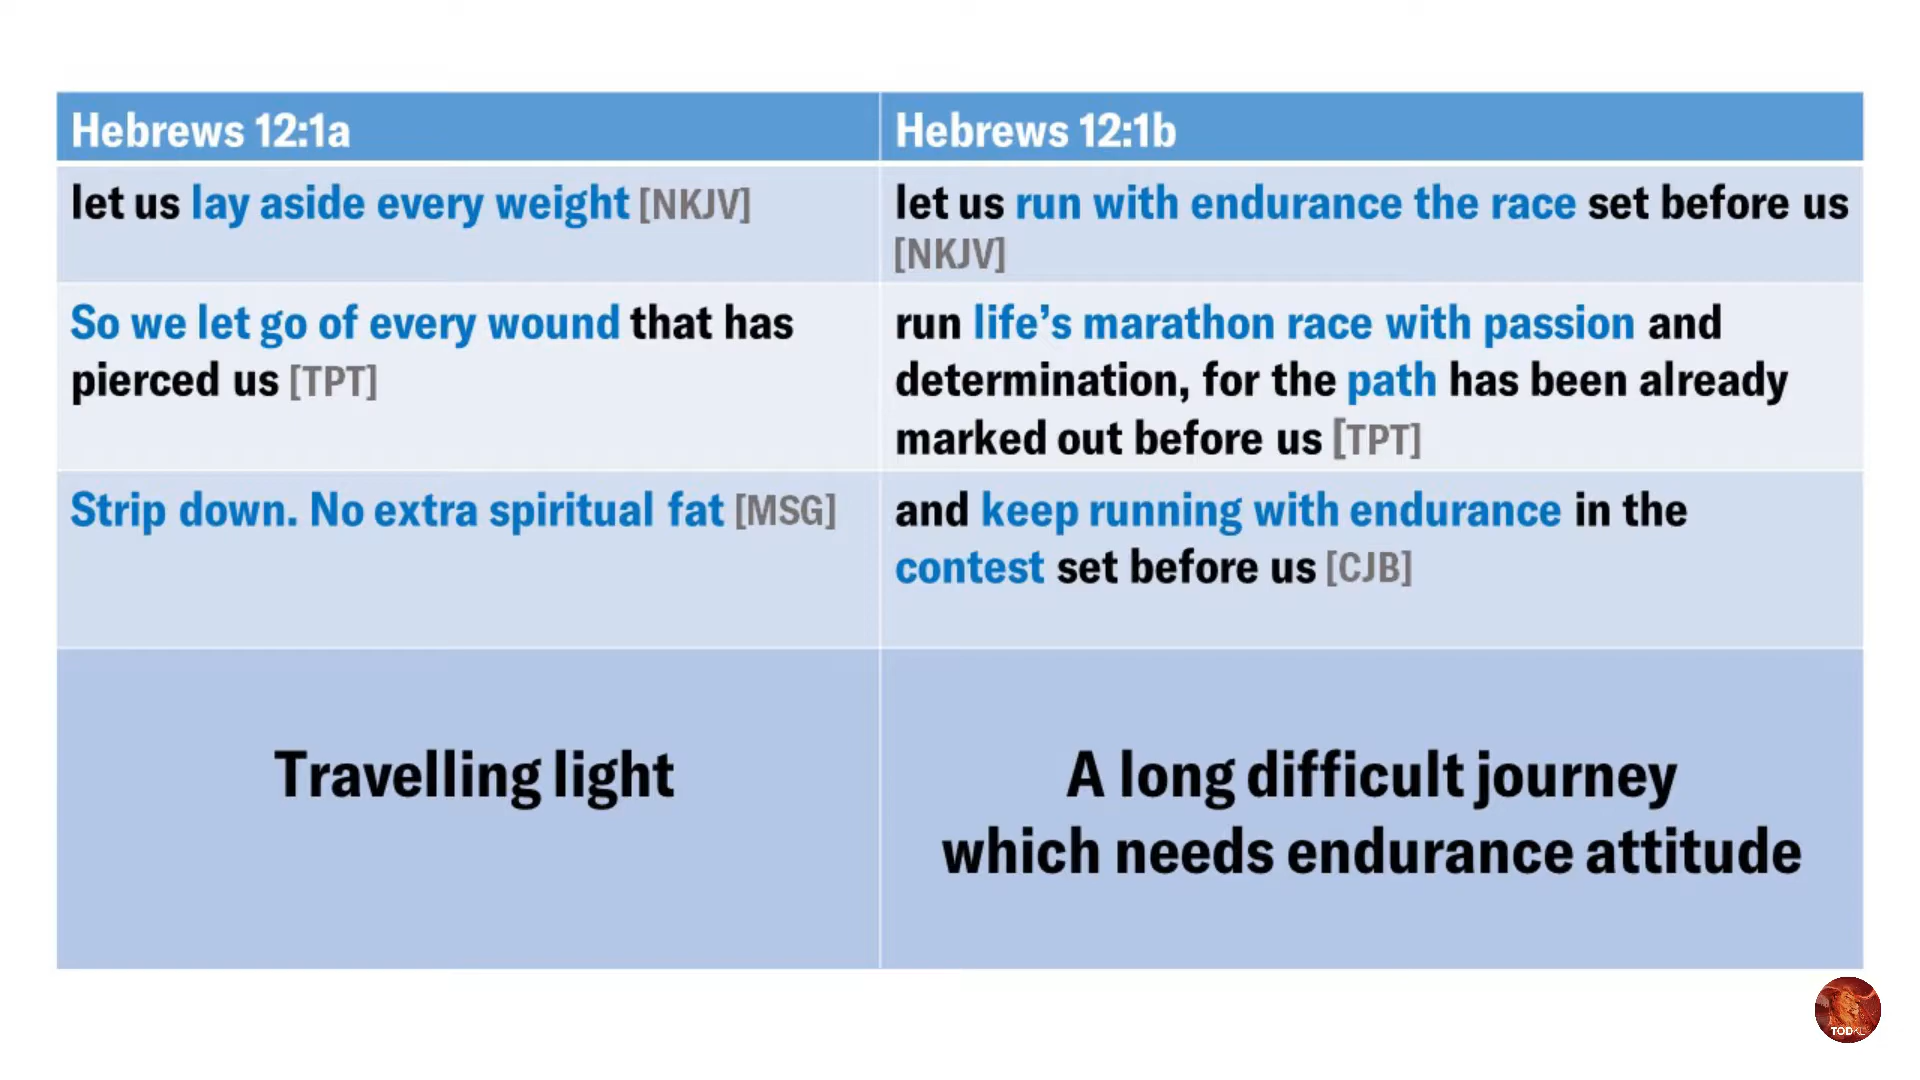 Hebrews 12:1a
Hebrews 12:1b
let us lay aside every weight [NKJV]
let us run with endurance the race set before us
[NKJV]
So we let go of every wound that has
pierced us [TPT]
run life’s marathon race with passion and
determination, for the path has been already
marked out before us [TPT]
Strip down. No extra spiritual fat [MSG]
and keep running with endurance in the
contest set before us [CJB]
Travelling light
A long difficult journey
which needs endurance attitude
TODKL